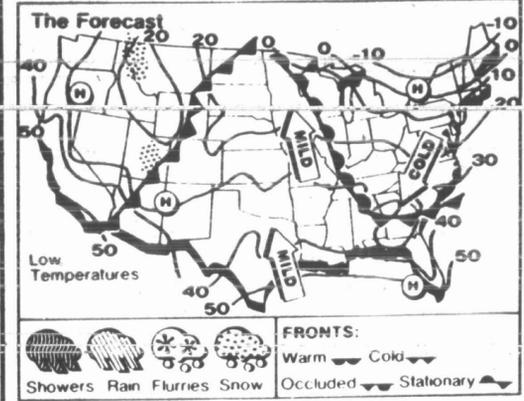 The Forecast
20 20 0 0 -10 -10
0
40 10
H H
20
50
MILD COLD
30
H
40
50
MILD 50
Low
Temperatures
40
H
50
FRONTS:
Warm Cold
Showers Rain Flurries Snow
Occluded Stationary